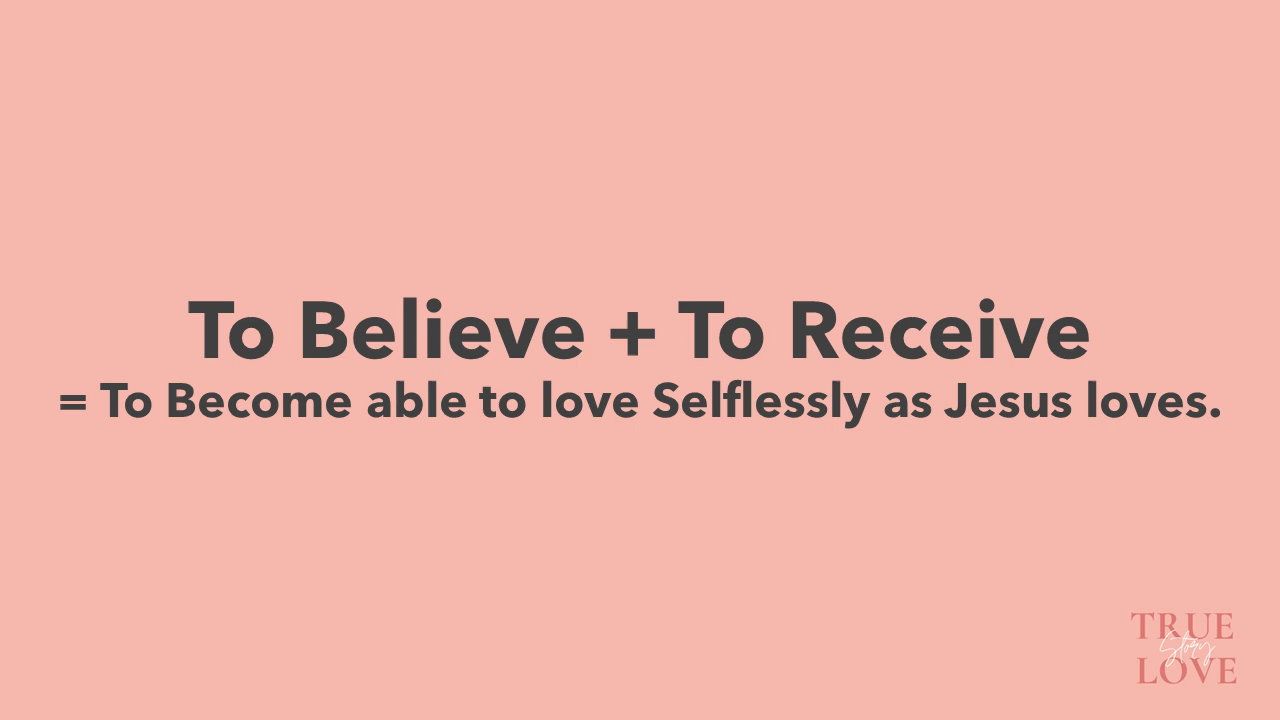 To Believe + To Receive
= To Become able to love Selflessly as Jesus loves.
TRUE
Story
LOVE